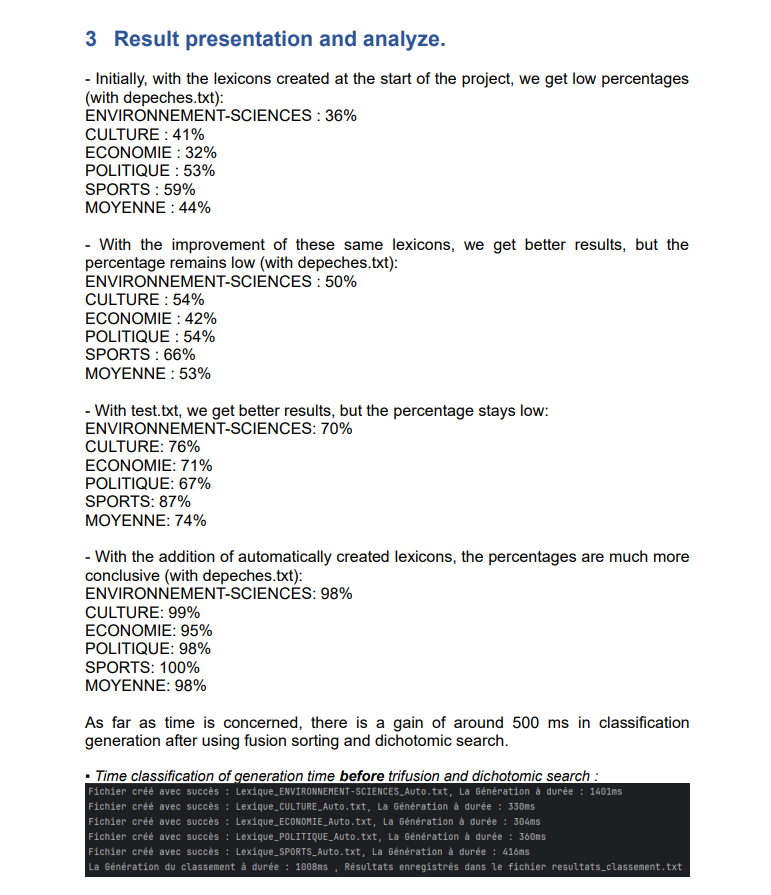 3 Result presentation and analyze.
- Initially, with the lexicons created at the start of the project, we get low percentages
(with depeches.txt):
ENVIRONNEMENT-SCIENCES : 36%
CULTURE : 41%
ECONOMIE : 32%
POLITIQUE : 53%
SPORTS : 59%
MOYENNE : 44%
- With the improvement of these same lexicons, we get better results, but the
percentage remains low (with depeches.txt):
ENVIRONNEMENT-SCIENCES : 50%
CULTURE : 54%
ECONOMIE : 42%
POLITIQUE : 54%
SPORTS : 66%
MOYENNE : 53%
- With test.txt, we get better results, but the percentage stays low:
ENVIRONNEMENT-SCIENCES: 70%
CULTURE: 76%
ECONOMIE: 71%
POLITIQUE: 67%
SPORTS: 87%
MOYENNE: 74%
- With the addition of automatically created lexicons, the percentages are much more
conclusive (with depeches.txt):
ENVIRONNEMENT-SCIENCES: 98%
CULTURE: 99%
ECONOMIE: 95%
POLITIQUE: 98%
SPORTS: 100%
MOYENNE: 98%
As far as time is concerned, there is a gain of around 500 ms in classification
generation after using fusion sorting and dichotomic search.
▪ Time classification of generation time before trifusion and dichotomic search :
Fichier créé avec succès : Lexique_ENVIRONNEMENT-SCIENCES_Auto.txt, La Génération à durée : 1401ms
Fichier créé avec succès : Lexique_CULTURE_Auto.txt, La Génération à durée : 330ms
Fichier créé avec succès : Lexique_ECONOMIE_Auto.txt, La Génération à durée : 304ms
Fichier créé avec succès : Lexique_POLITIQUE_Auto.txt, La Génération à durée : 360ms
Fichier créé avec succès : Lexique_SPORTS_Auto.txt, La Génération à durée : 416ms
La Génération du classement à durée : 1008ms , Résultats enregistrés dans le fichier resultats_classement.txt